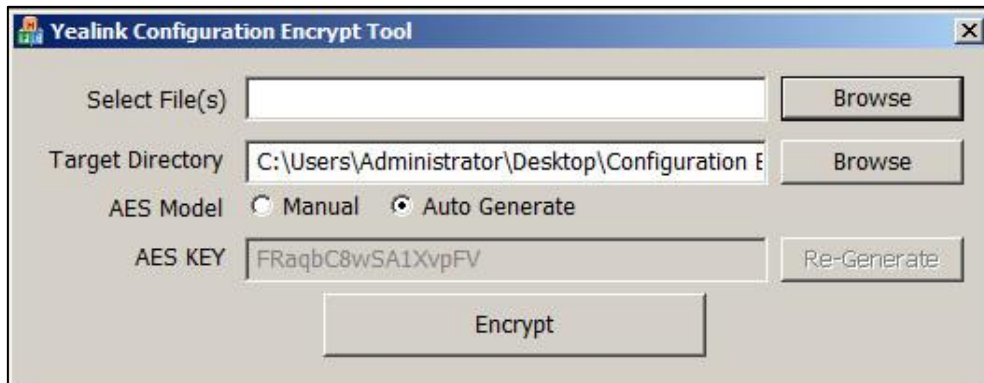 Yealink Configuration Encrypt Tool
Select File(s) Browse
Target Directory C:\Users\Administrator\Desktop\Configuration E Browse
AES Model Manual Auto Generate
AES KEY FRaqbC8wSA1XvpFV Re-Generate
Encrypt